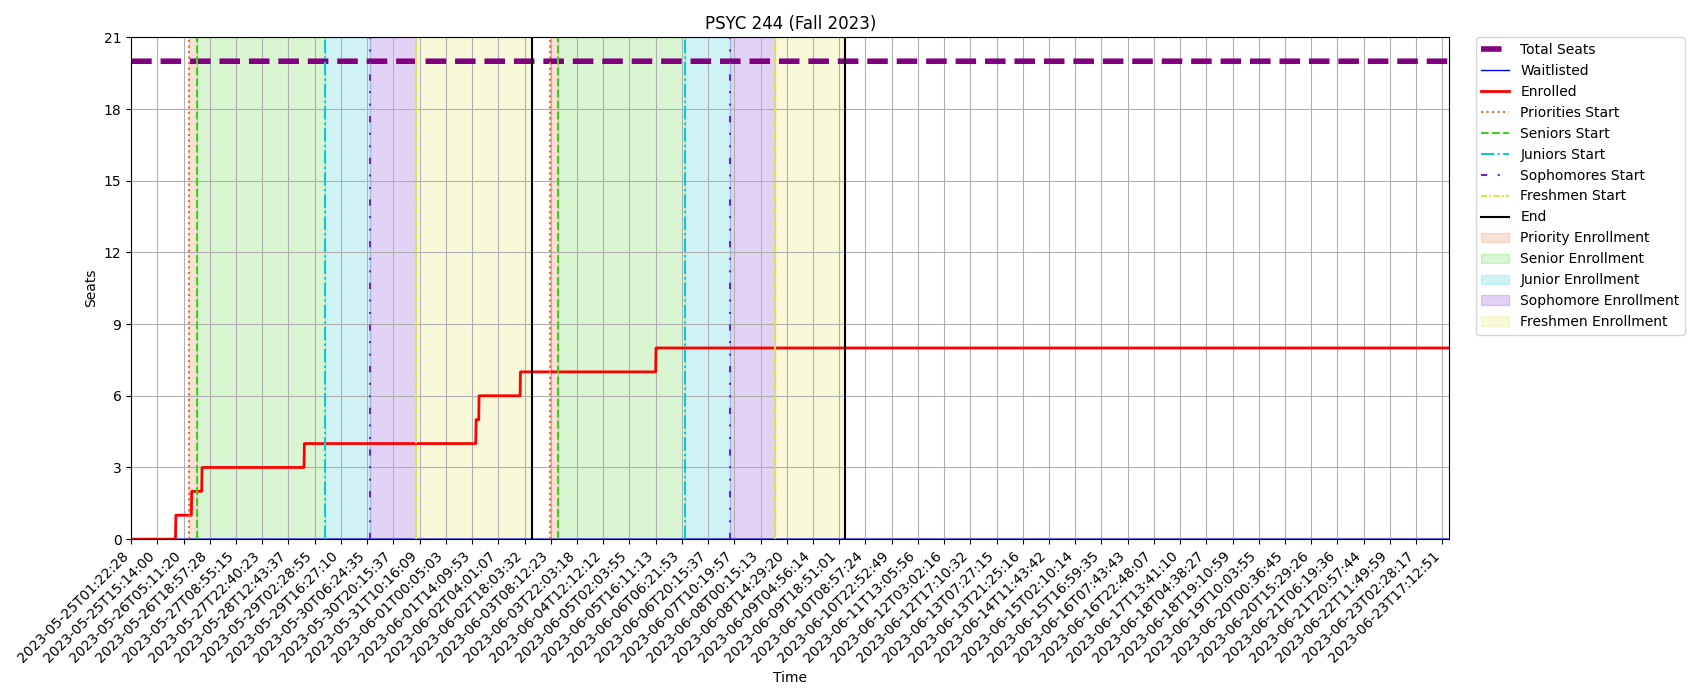 PSYC 244 (Fall 2023)
Seats
21
18
15
12
9
6
3
0
2023-05-25T01:22:28
2023-05-25T15:14:00
2023-05-26T05:11:20
2023-05-26T18:57:28
2023-05-27T08:55:15
2023-05-27T22:40:23
2023-05-28T12:43:37
2023-05-29T02:28:55
2023-05-29T16:27:10
2023-05-30T06:24:35
2023-05-30T20:15:37
2023-05-31T10:16:09
2023-06-01T00:05:03
2023-06-01T14:09:53
2023-06-02T04:01:07
2023-06-02T18:03:32
2023-06-03T08:12:23
2023-06-03T22:03:18
2023-06-04T12:12:12
2023-06-05T02:03:55
2023-06-05T16:11:13
2023-06-06T06:21:53
2023-06-06T20:15:37
2023-06-07T10:19:57
2023-06-08T00:15:13
2023-06-08T14:29:20
2023-06-09T04:56:14
2023-06-09T18:51:01
2023-06-10T08:57:24
2023-06-10T22:52:49
2023-06-11T13:05:56
2023-06-12T03:02:16
2023-06-12T17:10:32
2023-06-13T07:27:15
2023-06-13T21:25:16
2023-06-14T11:43:42
2023-06-15T02:10:14
2023-06-15T16:59:35
2023-06-16T07:43:43
2023-06-16T22:48:07
2023-06-17T13:41:10
2023-06-18T04:38:27
2023-06-18T19:10:59
2023-06-19T10:03:55
2023-06-20T00:36:45
2023-06-20T15:29:26
2023-06-21T06:19:36
2023-06-21T20:57:44
2023-06-22T11:49:59
2023-06-23T02:28:17
2023-06-23T17:12:51
Time
Total Seats
Waitlisted
Enrolled
Priorities Start
Seniors Start
Juniors Start
Sophomores Start
Freshmen Start
End
Priority Enrollment
Senior Enrollment
Junior Enrollment
Sophomore Enrollment
Freshmen Enrollment